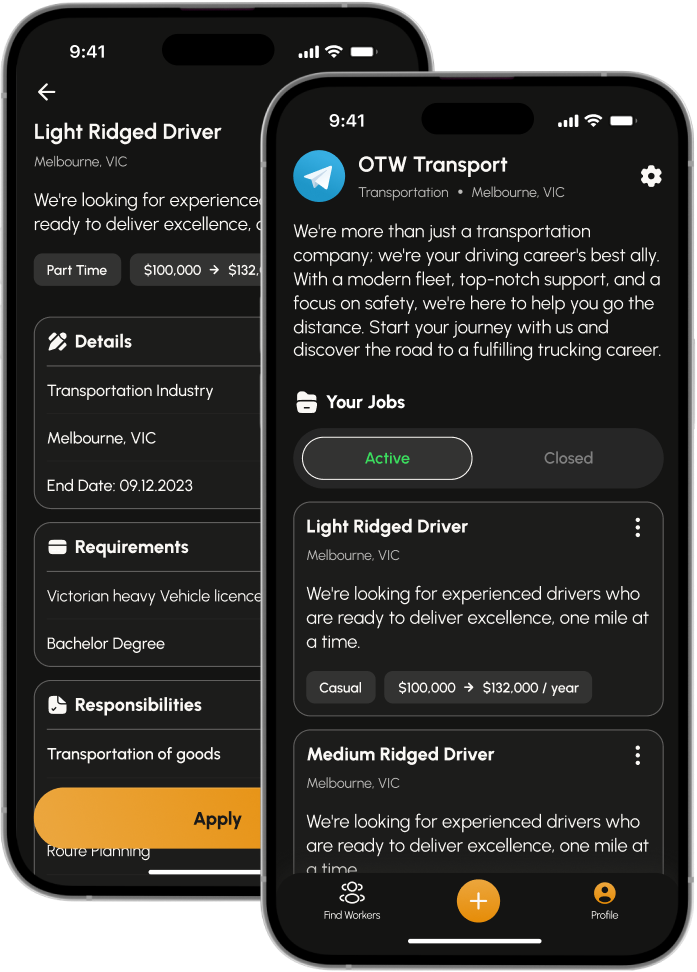 9:41
Light Ridged Driver
Melbourne, VIC
We're looking for experienced
ready to deliver excellence,
Part Time
$100,000 → $132,
Details
Transportation Industry
Melbourne, VIC
End Date: 09.12.2023
Requirements
Victorian heavy Vehicle licence
Bachelor Degree
Responsibilities
Transportation of goods
Apply
Route Planning
9:41
OTW Transport
Transportation • Melbourne, VIC
We're more than just a transportation
company; we're your driving career's best ally.
With a modern fleet, top-notch support, and a
focus on safety, we're here to help you go the
distance. Start your journey with us and
discover the road to a fulfilling trucking career.
Your Jobs
Active
Closed
Light Ridged Driver
Melbourne, VIC
We're looking for experienced drivers who
are ready to deliver excellence, one mile at
a time.
Casual
$100,000 → $132,000 / year
Medium Ridged Driver
Melbourne, VIC
We're looking for experienced drivers who
are ready to deliver excellence, one mile at
a time
Find Workers
Profile